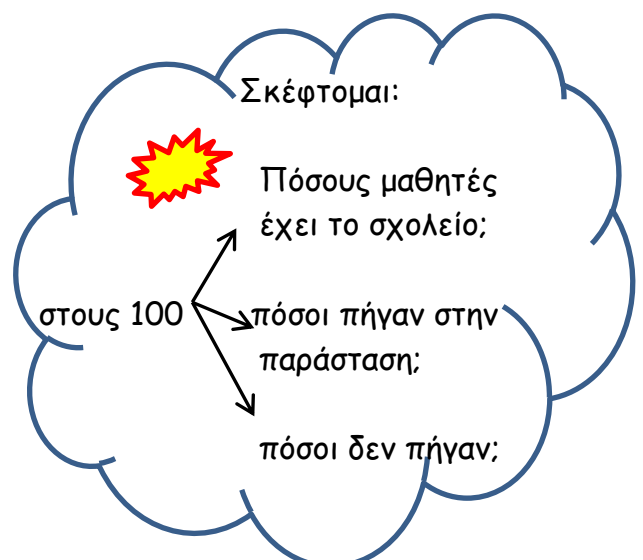 Σκέφτομαι:
Πόσους μαθητές
έχει το σχολείο;
στους 100 πόσοι πήγαν στην
παράσταση;
πόσοι δεν πήγαν;